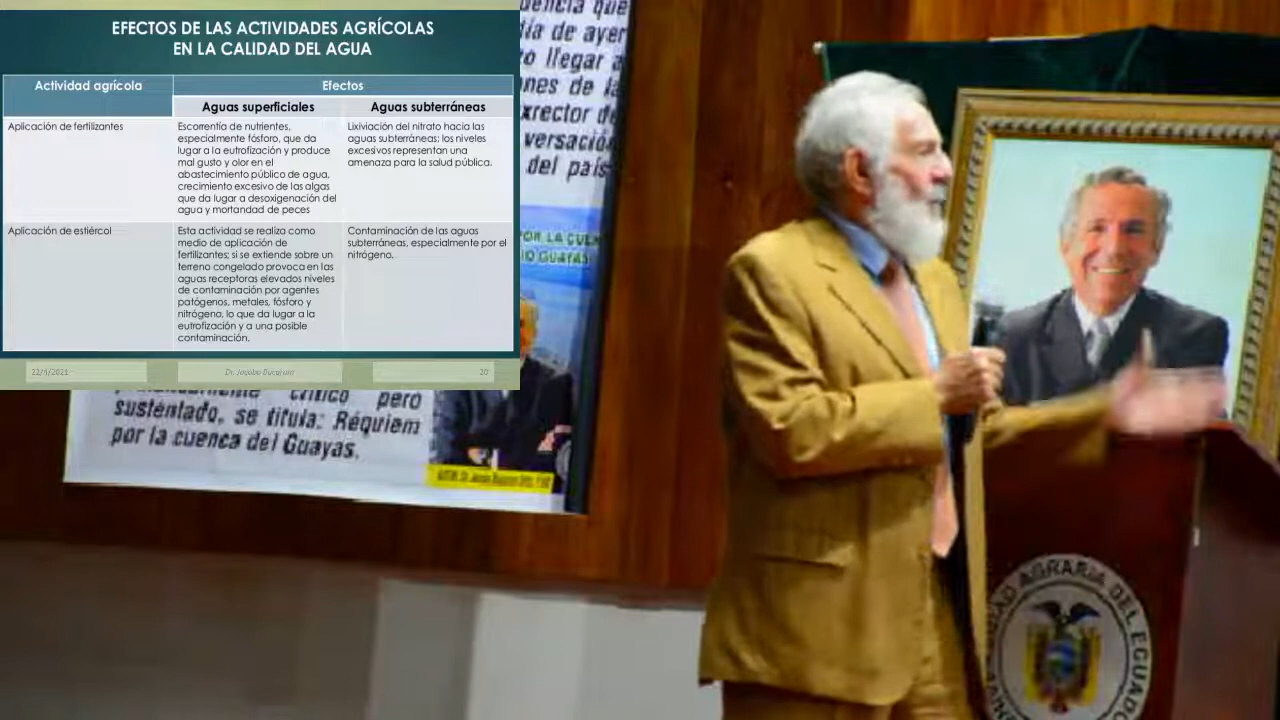 EFECTOS DE LAS ACTIVIDADES AGRÍCOLAS
EN LA CALIDAD DEL AGUA
Actividad agrícola
Efectos
Aguas superficiales
Aguas subterráneas
Aplicación de fertilizantes
Escorrentía de nutrientes,
especialmente fósforo, que da
lugar a la eutrofización y produce
mal gusto y olor en el
abastecimiento público de agua,
crecimiento excesivo de las algas
que da lugar a desoxigenación del
agua y mortandad de peces
Lixiviación del nitrato hacia las
aguas subterráneas; los niveles
excesivos representan una
amenaza para la salud pública.
Aplicación de estiércol
Esta actividad se realiza como
medio de aplicación de
fertilizantes; si se extiende sobre un
terreno congelado provoca en las
aguas receptoras elevados niveles
de contaminación por agentes
patógenos, metales, fósforo y
nitrógeno, lo que da lugar a la
eutrofización y a una posible
contaminación.
Contaminación de las aguas
subterráneas, especialmente por el
nitrógeno.
22/4/2021
Dr. Jacobo Bucaram
20
que
día de ayer
llegar a
nes de la
rector de
versación
del país
POR LA CUEN
IO GUAYAS
crítico pero
sustentado, se titula: Réquiem
por la cuenca del Guayas.
DAD AGRARIA DEL ECUADO